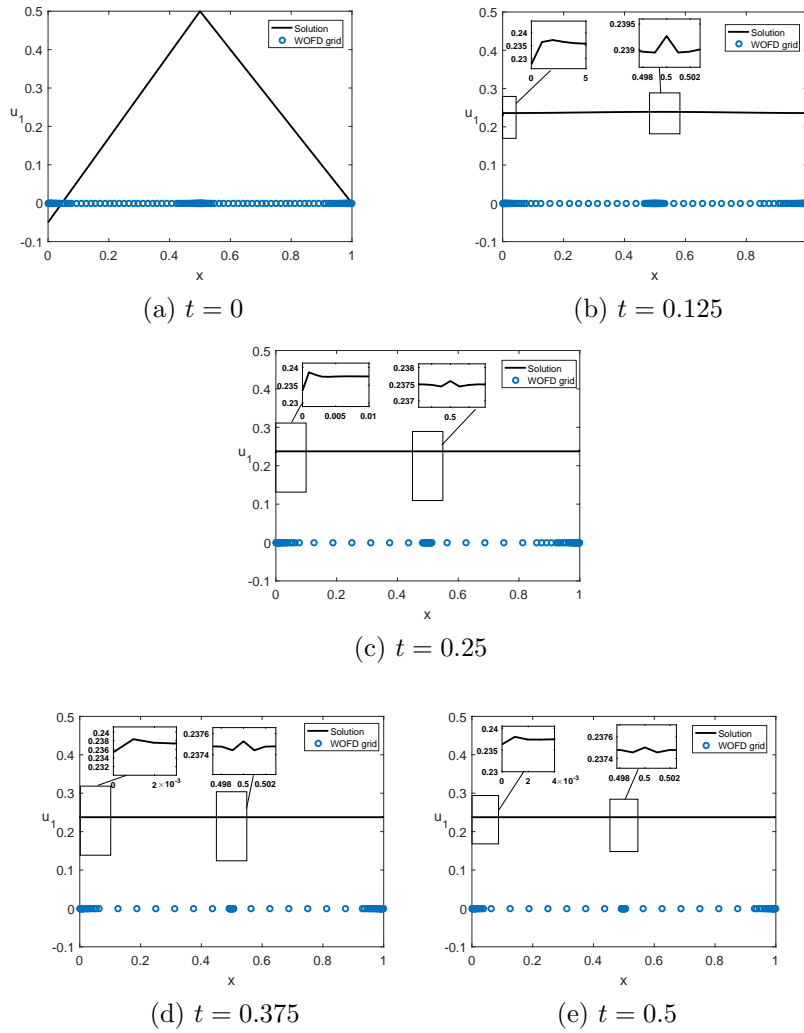 0.5
0.4
0.3
u1
0.2
0.1
0
-0.1
0 0.2 0.4 0.6 0.8 1
x
Solution
WOFD grid
(a) t = 0
0.5
0.4
0.3
u1
0.2
0.1
0
-0.1
0 0.2 0.4 0.6 0.8 1
x
Solution
WOFD grid
0.24
0.235
0.23
0 5
0.2395
0.239
0.498 0.5 0.502
(b) t = 0.125
0.5
0.4
0.3
u1
0.2
0.1
0
-0.1
0 0.2 0.4 0.6 0.8 1
x
Solution
WOFD grid
0.24
0.235
0.23
0 0.005 0.01
0.238
0.2375
0.237
0.5
(c) t = 0.25
0.5
0.4
0.3
u1
0.2
0.1
0
-0.1
0 0.2 0.4 0.6 0.8 1
x
Solution
WOFD grid
0.24
0.238
0.236
0.234
0.232
0 2 ×10-3
0.2376
0.2374
0.498 0.5 0.502
(d) t = 0.375
0.5
0.4
0.3
u1
0.2
0.1
0
-0.1
0 0.2 0.4 0.6 0.8 1
x
Solution
WOFD grid
0.24
0.235
0.23
0 2 4 ×10-3
0.2376
0.2374
0.498 0.5 0.502
(e) t = 0.5